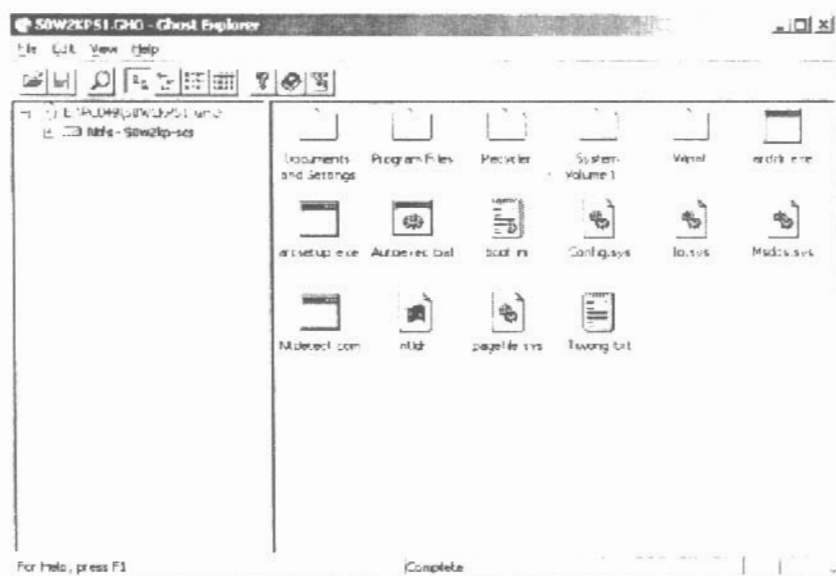 S0W2KPS1.GHO - Ghost Explorer
File Edit View Help
Ntfs - S0w2kp-scs
Documents and Settings
Program Files
Recycler
System Volume I
Winnt
arcldr.exe
arcsetup.exe
Autoexec.bat
boot.ini
Config.sys
Io.sys
Msdos.sys
Ntdetect.com
ntldr
pagefile.sys
Twong.txt
For Help, press F1
Complete